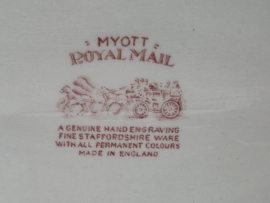 "MYOTT"
ROYAL MAIL
A GENUINE HAND ENGRAVING
FINE STAFFORDSHIRE WARE
WITH ALL PERMANENT COLOURS
MADE IN ENGLAND